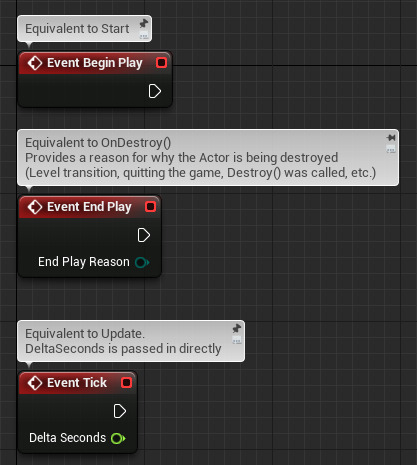 Equivalent to Start
Event Begin Play
Equivalent to OnDestroy()
Provides a reason for why the Actor is being destroyed
(Level transition, quitting the game, Destroy() was called, etc.)
Event End Play
End Play Reason
Equivalent to Update.
DeltaSeconds is passed in directly
Event Tick
Delta Seconds